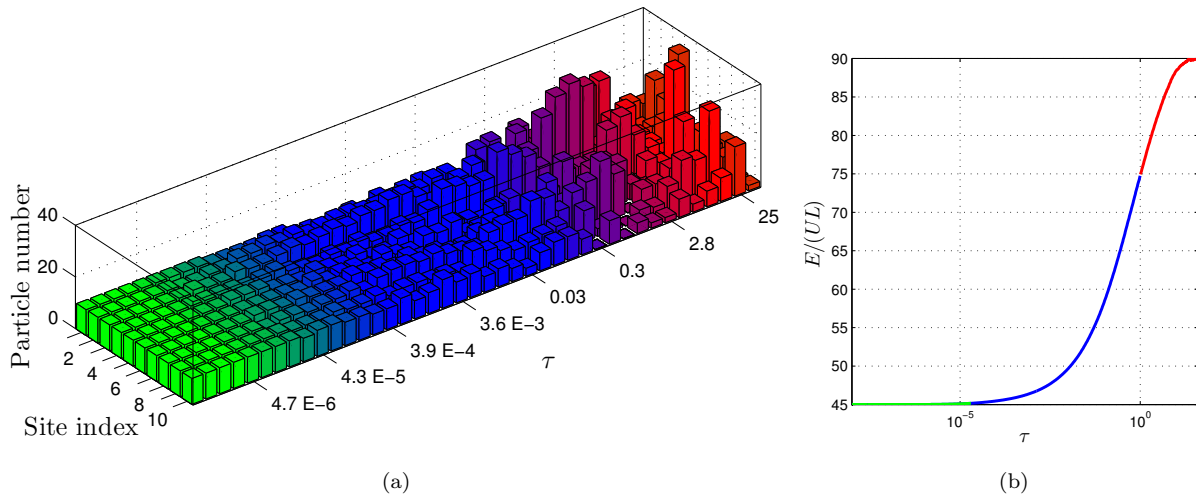 Particle number
40
20
0
2
4
6
8
10
Site index
4.7 E−6
4.3 E−5
3.9 E−4
3.6 E−3
0.03
0.3
2.8
25
τ
(a)
E/(UL)
90
85
80
75
70
65
60
55
50
45
10⁻⁵
10⁰
τ
(b)